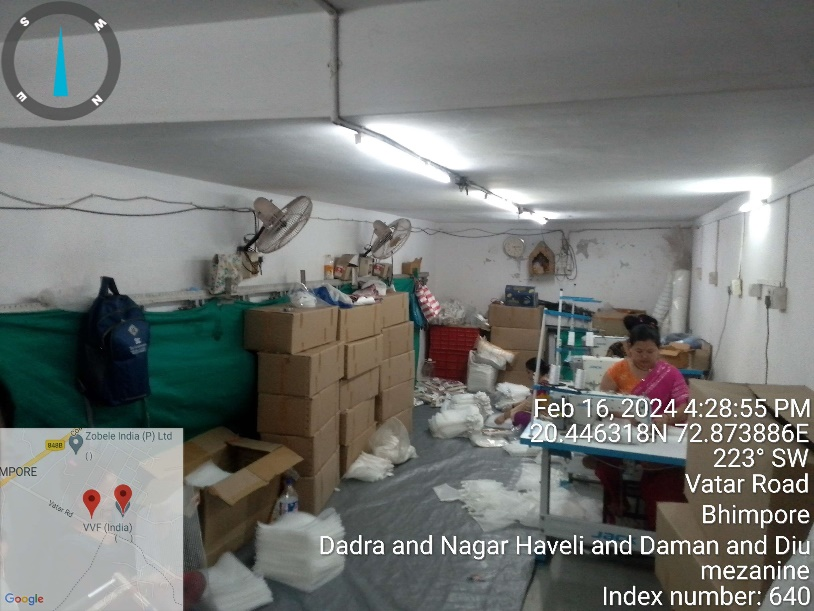 S
W
E
N
Zobele India (P) Ltd
848B
MPORE
Vatar Rd
VVF (India)
Google
Feb 16, 2024 4:28:55 PM
20.446318N 72.873886E
223° SW
Vatar Road
Bhimpore
Dadra and Nagar Haveli and Daman and Diu
mezanine
Index number: 640